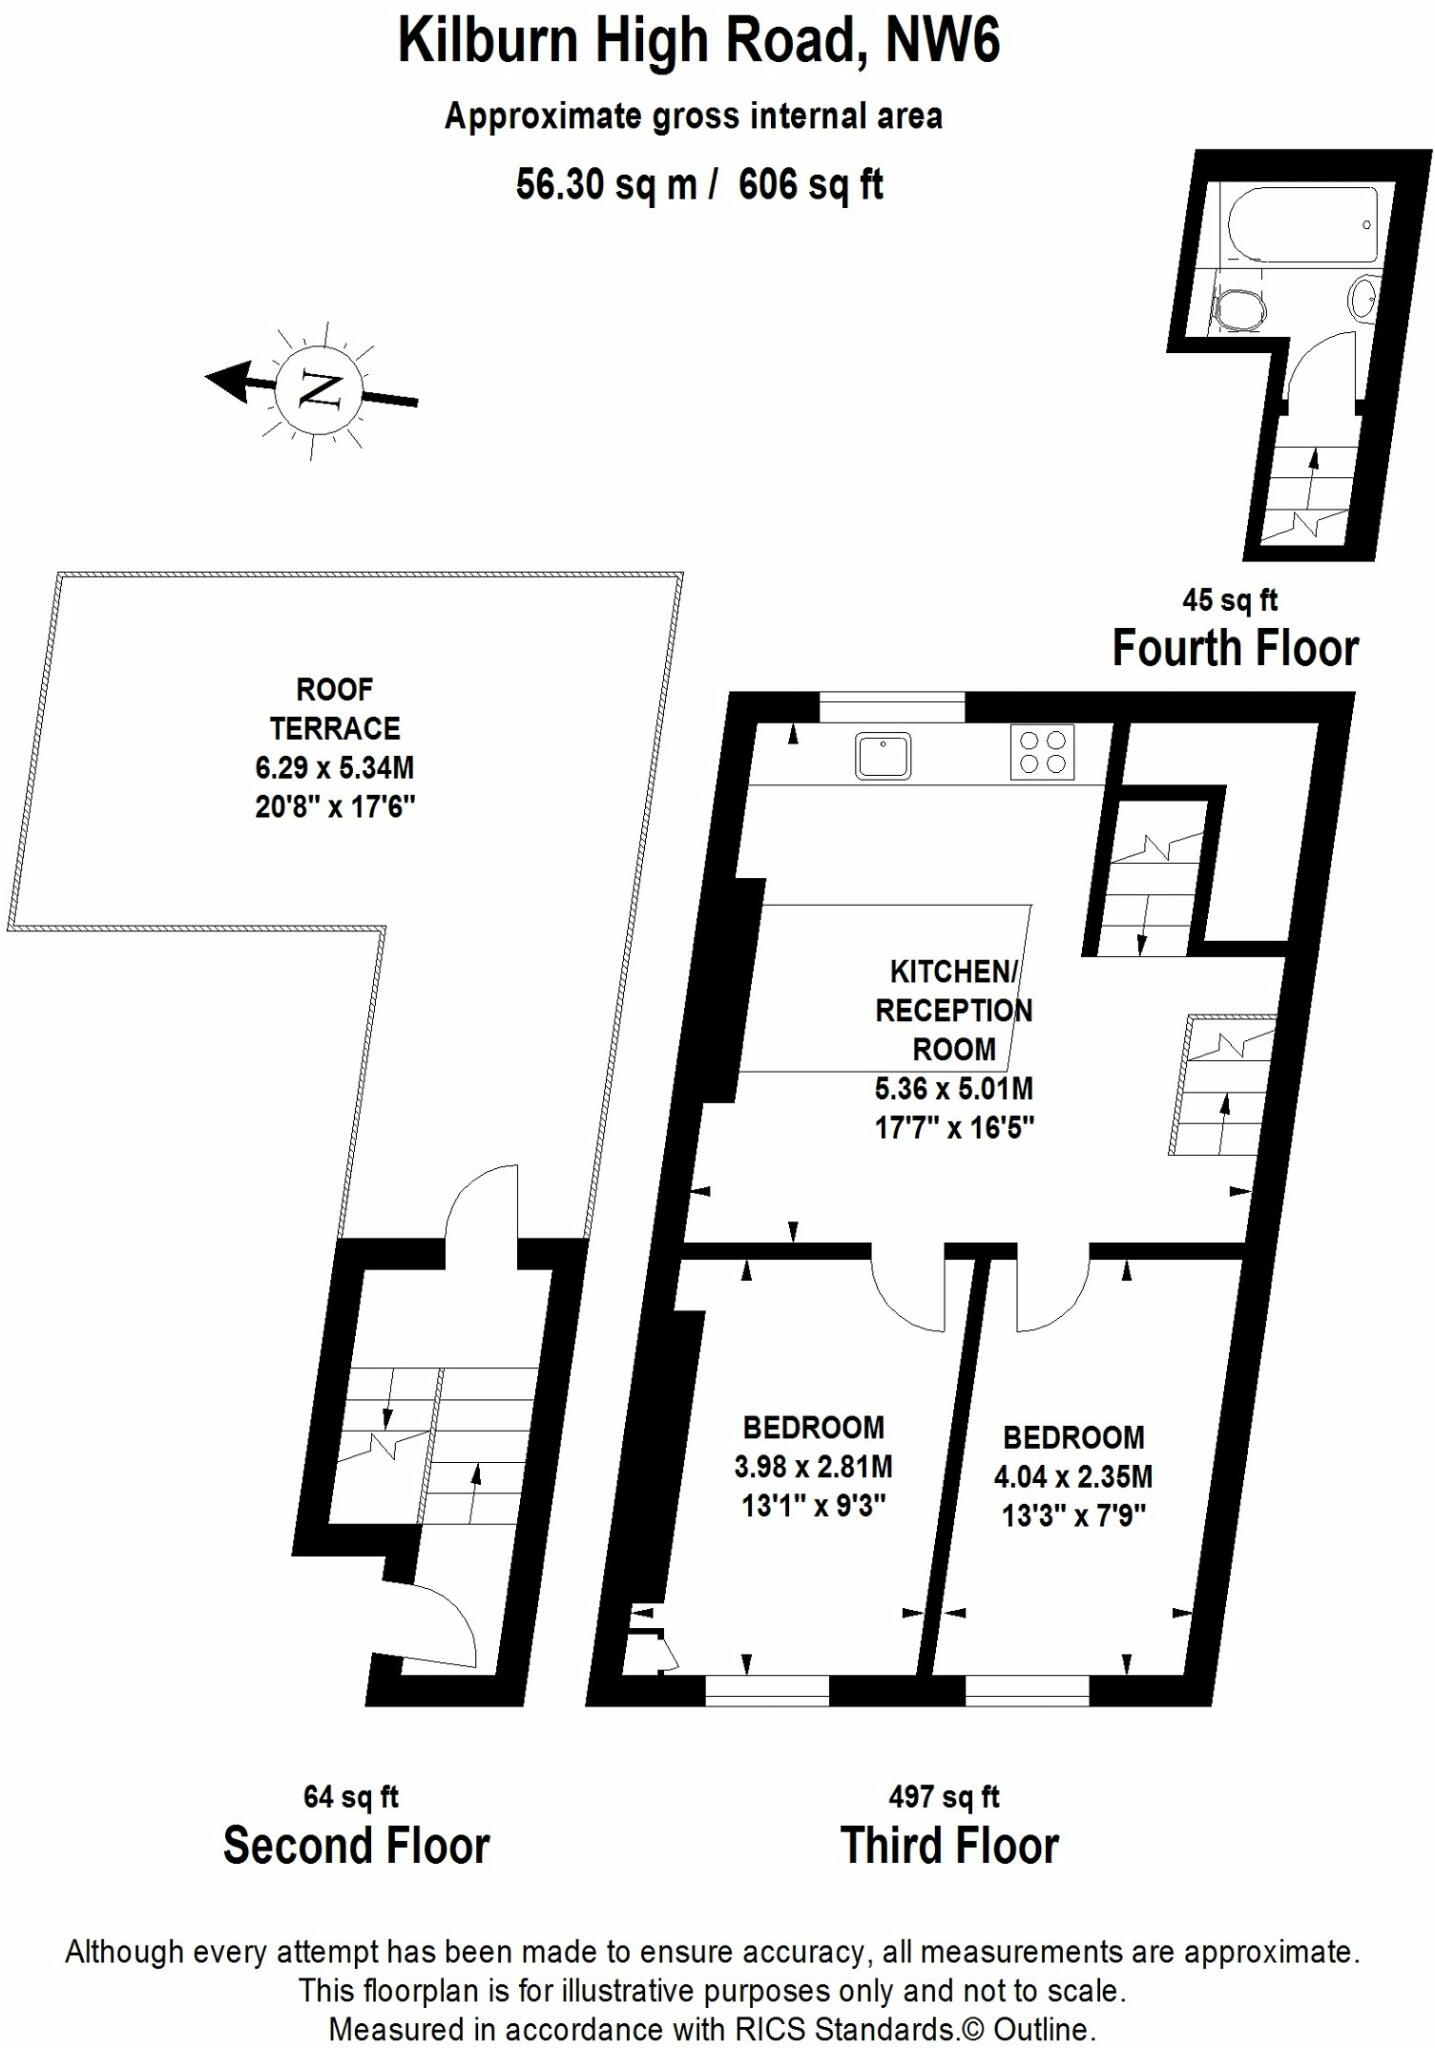 Kilburn High Road, NW6
Approximate gross internal area
56.30 sq m / 606 sq ft
N
45 sq ft
Fourth Floor
ROOF
TERRACE
6.29 x 5.34M
20'8" x 17'6"
KITCHEN/
RECEPTION
ROOM
5.36 x 5.01M
17'7" x 16'5"
BEDROOM
3.98 x 2.81M
13'1" x 9'3"
BEDROOM
4.04 x 2.35M
13'3" x 7'9"
64 sq ft
Second Floor
497 sq ft
Third Floor
Although every attempt has been made to ensure accuracy, all measurements are approximate.
This floorplan is for illustrative purposes only and not to scale.
Measured in accordance with RICS Standards.© Outline.